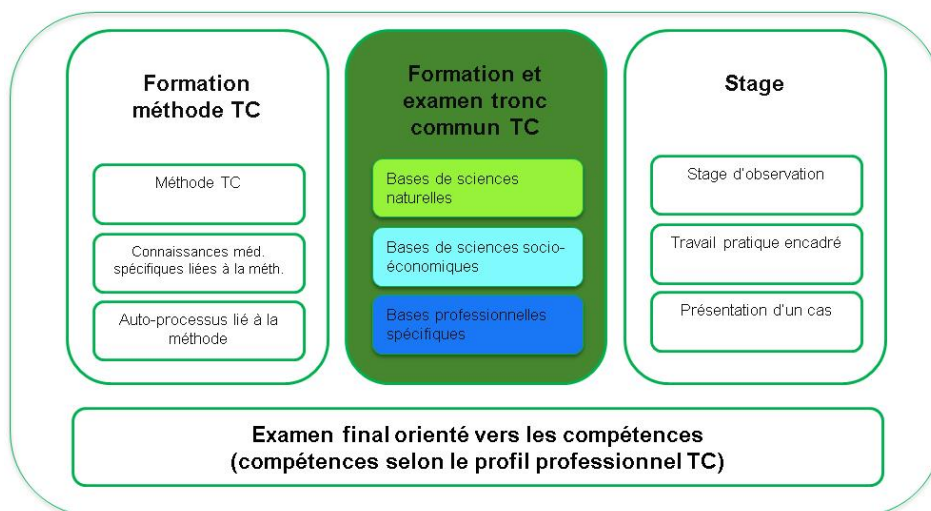 Formation
méthode TC
Méthode TC
Connaissances méd.
spécifiques liées à la méth.
Auto-processus lié à la
méthode
Formation et
examen tronc
commun TC
Bases de sciences
naturelles
Bases de sciences socio-
économiques
Bases professionnelles
spécifiques
Stage
Stage d'observation
Travail pratique encadré
Présentation d'un cas
Examen final orienté vers les compétences
(compétences selon le profil professionnel TC)